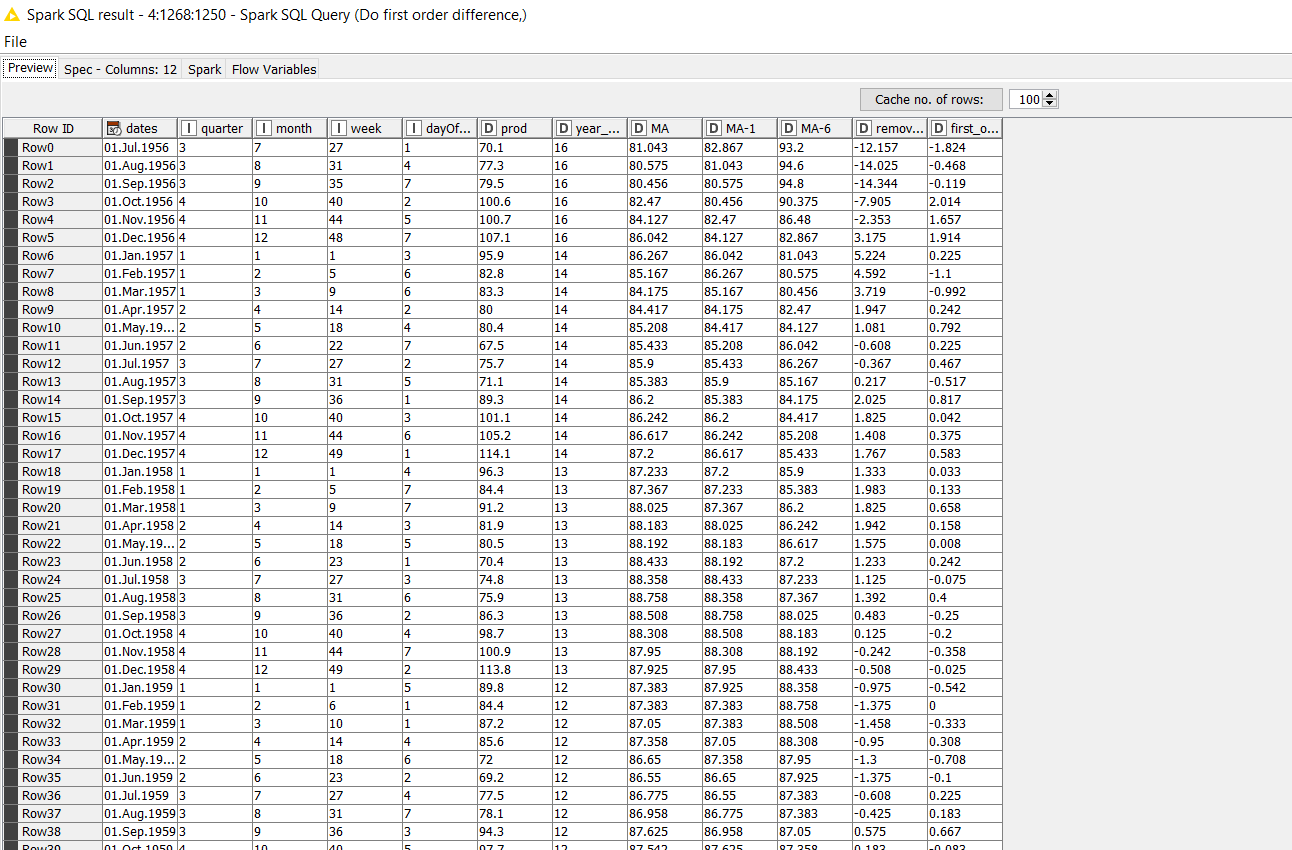 Spark SQL result - 4:1268:1250 - Spark SQL Query (Do first order difference,)
File
Preview Spec - Columns: 12 Spark Flow Variables
Cache no. of rows: 100
Row ID dates I quarter I month I week I dayOf... D prod D year_... D MA D MA-1 D MA-6 D remov... D first_o...
Row0 01.Jul.1956 3 7 27 1 70.1 16 81.043 82.867 93.2 -12.157 -1.824
Row1 01.Aug.1956 3 8 31 4 77.3 16 80.575 81.043 94.6 -14.025 -0.468
Row2 01.Sep.1956 3 9 35 7 79.5 16 80.456 80.575 94.8 -14.344 -0.119
Row3 01.Oct.1956 4 10 40 2 100.6 16 82.47 80.456 90.375 -7.905 2.014
Row4 01.Nov.1956 4 11 44 5 100.7 16 84.127 82.47 86.48 -2.353 1.657
Row5 01.Dec.1956 4 12 48 7 107.1 16 86.042 84.127 82.867 3.175 1.914
Row6 01.Jan.1957 1 1 1 3 95.9 14 86.267 86.042 81.043 5.224 0.225
Row7 01.Feb.1957 1 2 5 6 82.8 14 85.167 86.267 80.575 4.592 -1.1
Row8 01.Mar.1957 1 3 9 6 83.3 14 84.175 85.167 80.456 3.719 -0.992
Row9 01.Apr.1957 2 4 14 2 80 14 84.417 84.175 82.47 1.947 0.242
Row10 01.May.19... 2 5 18 4 80.4 14 85.208 84.417 84.127 1.081 0.792
Row11 01.Jun.1957 2 6 22 7 67.5 14 85.433 85.208 86.042 -0.608 0.225
Row12 01.Jul.1957 3 7 27 2 75.7 14 85.9 85.433 86.267 -0.367 0.467
Row13 01.Aug.1957 3 8 31 5 71.1 14 85.383 85.9 85.167 0.217 -0.517
Row14 01.Sep.1957 3 9 36 1 89.3 14 86.2 85.383 84.175 2.025 0.817
Row15 01.Oct.1957 4 10 40 3 101.1 14 86.242 86.2 84.417 1.825 0.042
Row16 01.Nov.1957 4 11 44 6 105.2 14 86.617 86.242 85.208 1.408 0.375
Row17 01.Dec.1957 4 12 49 1 114.1 14 87.2 86.617 85.433 1.767 0.583
Row18 01.Jan.1958 1 1 1 4 96.3 13 87.233 87.2 85.9 1.333 0.033
Row19 01.Feb.1958 1 2 5 7 84.4 13 87.367 87.233 85.383 1.983 0.133
Row20 01.Mar.1958 1 3 9 7 91.2 13 88.025 87.367 86.2 1.825 0.658
Row21 01.Apr.1958 2 4 14 3 81.9 13 88.183 88.025 86.242 1.942 0.158
Row22 01.May.19... 2 5 18 5 80.5 13 88.192 88.183 86.617 1.575 0.008
Row23 01.Jun.1958 2 6 23 1 70.4 13 88.433 88.192 87.2 1.233 0.242
Row24 01.Jul.1958 3 7 27 3 74.8 13 88.358 88.433 87.233 1.125 -0.075
Row25 01.Aug.1958 3 8 31 6 75.9 13 88.758 88.358 87.367 1.392 0.4
Row26 01.Sep.1958 3 9 36 2 86.3 13 88.508 88.758 88.025 0.483 -0.25
Row27 01.Oct.1958 4 10 40 4 98.7 13 88.308 88.508 88.183 0.125 -0.2
Row28 01.Nov.1958 4 11 44 7 100.9 13 87.95 88.308 88.192 -0.242 -0.358
Row29 01.Dec.1958 4 12 49 2 113.8 13 87.925 87.95 88.433 -0.508 -0.025
Row30 01.Jan.1959 1 1 1 5 89.8 12 87.383 87.925 88.358 -0.975 -0.542
Row31 01.Feb.1959 1 2 6 1 84.4 12 87.383 87.383 88.758 -1.375 0
Row32 01.Mar.1959 1 3 10 1 87.2 12 87.05 87.383 88.508 -1.458 -0.333
Row33 01.Apr.1959 2 4 14 4 85.6 12 87.358 87.05 88.308 -0.95 0.308
Row34 01.May.19... 2 5 18 6 72 12 86.65 87.358 87.95 -1.3 -0.708
Row35 01.Jun.1959 2 6 23 2 69.2 12 86.55 86.65 87.925 -1.375 -0.1
Row36 01.Jul.1959 3 7 27 4 77.5 12 86.775 86.55 87.383 -0.608 0.225
Row37 01.Aug.1959 3 8 31 7 78.1 12 86.958 86.775 87.383 -0.425 0.183
Row38 01.Sep.1959 3 9 36 3 94.3 12 87.625 86.958 87.05 0.575 0.667
Row39 01.Oct.1959 4 10 40 5 97.7 12 87.542 87.625 87.358 0.183 -0.083